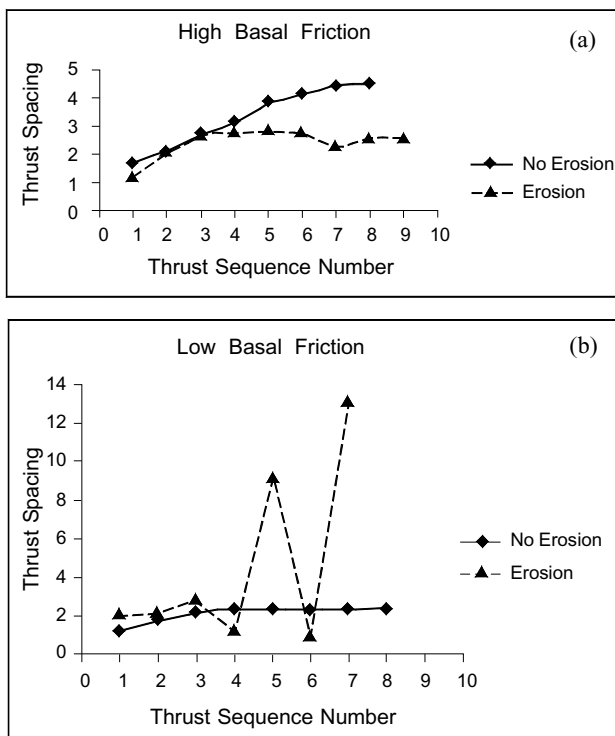 High Basal Friction
(a)
5
4
3
2
1
0
Thrust Spacing
0 1 2 3 4 5 6 7 8 9 10
Thrust Sequence Number
No Erosion
Erosion
Low Basal Friction
(b)
14
12
10
8
6
4
2
0
Thrust Spacing
0 1 2 3 4 5 6 7 8 9 10
Thrust Sequence Number
No Erosion
Erosion